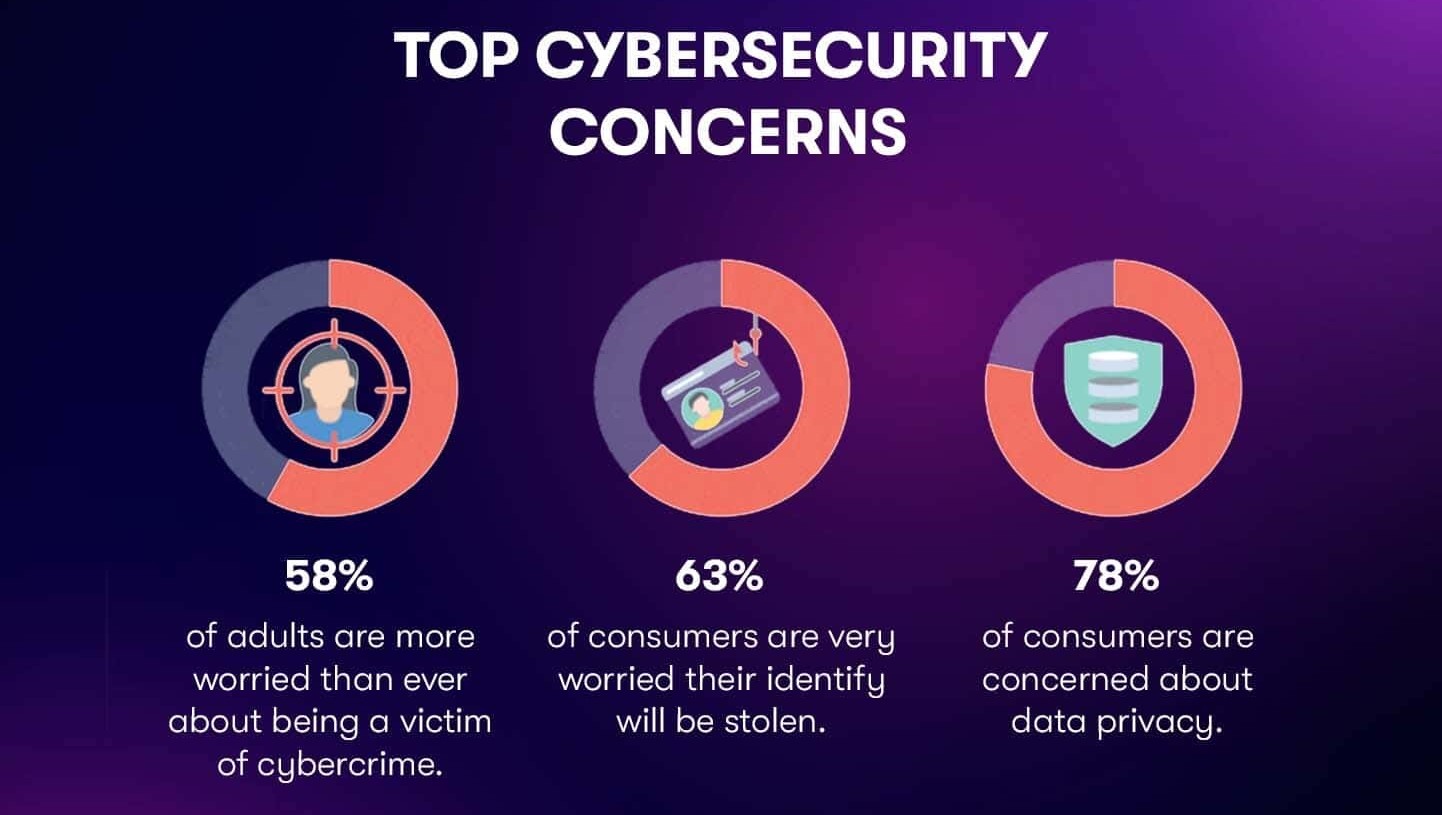 TOP CYBERSECURITY
CONCERNS
58%
of adults are more
worried than ever
about being a victim
of cybercrime.
63%
of consumers are very
worried their identify
will be stolen.
78%
of consumers are
concerned about
data privacy.